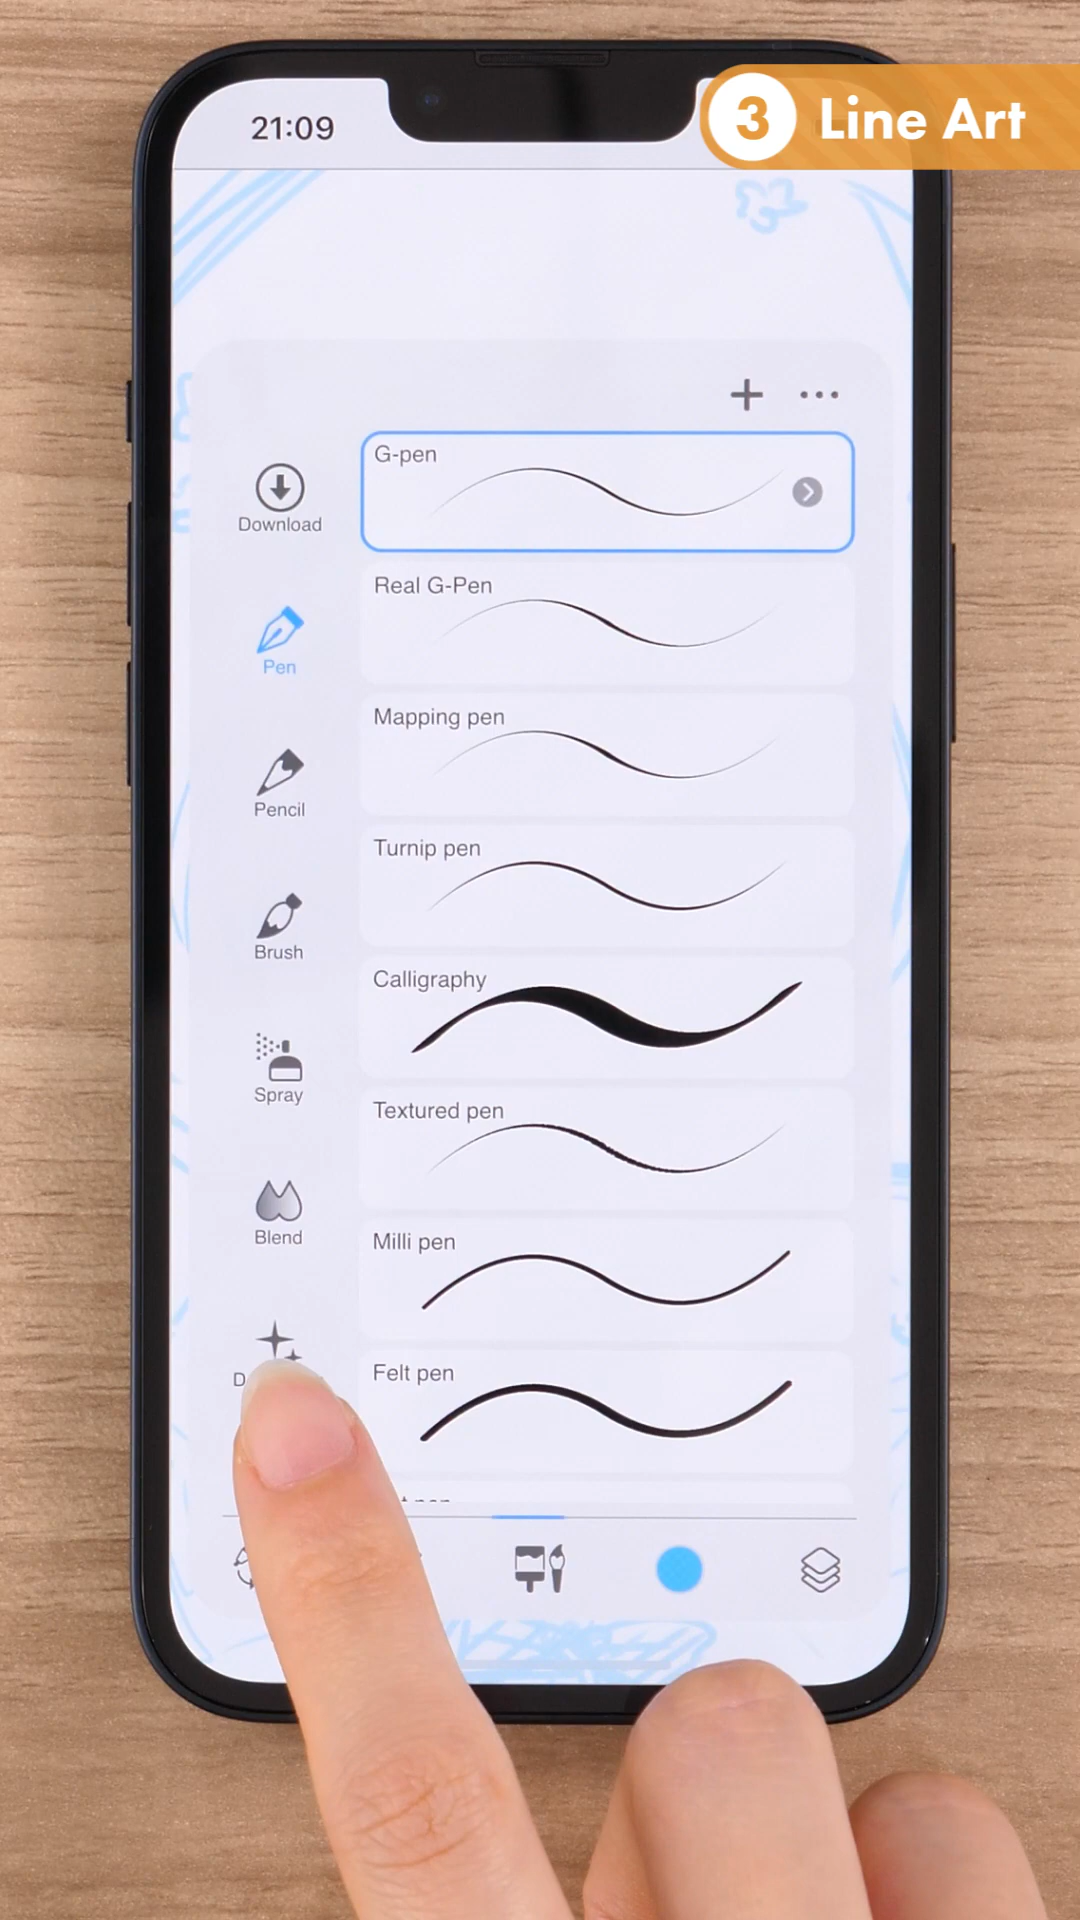 3 Line Art
21:09
G-pen
Download
Real G-Pen
Pen
Mapping pen
Pencil
Turnip pen
Brush
Calligraphy
Spray
Textured pen
Blend
Milli pen
Felt pen